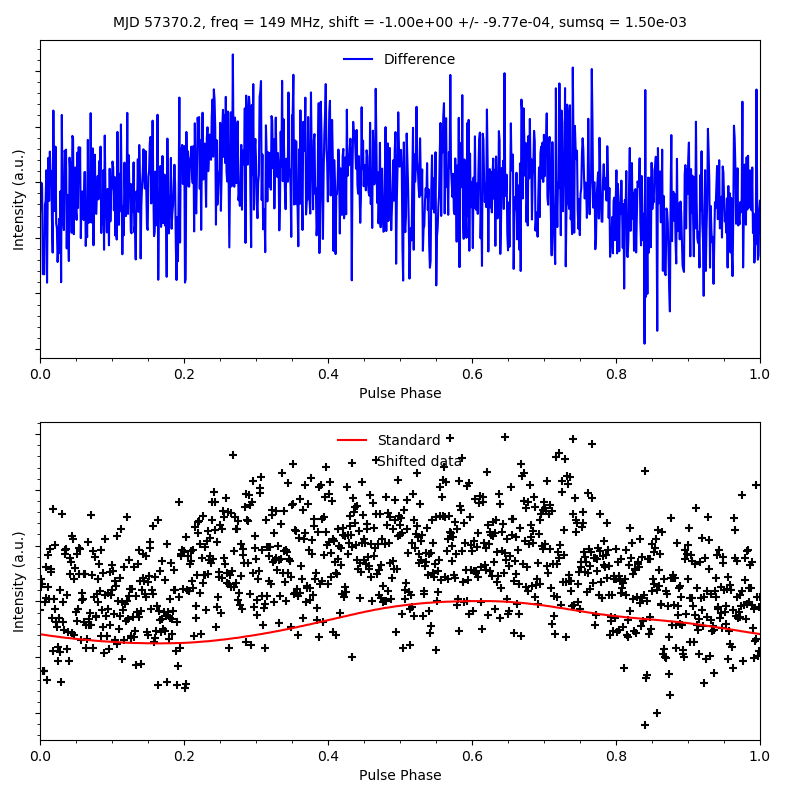 MJD 57370.2, freq = 149 MHz, shift = -1.00e+00 +/- -9.77e-04, sumsq = 1.50e-03
Difference
Intensity (a.u.)
0.0 0.2 0.4 0.6 0.8 1.0
Pulse Phase
Standard
Shifted data
Intensity (a.u.)
0.0 0.2 0.4 0.6 0.8 1.0
Pulse Phase